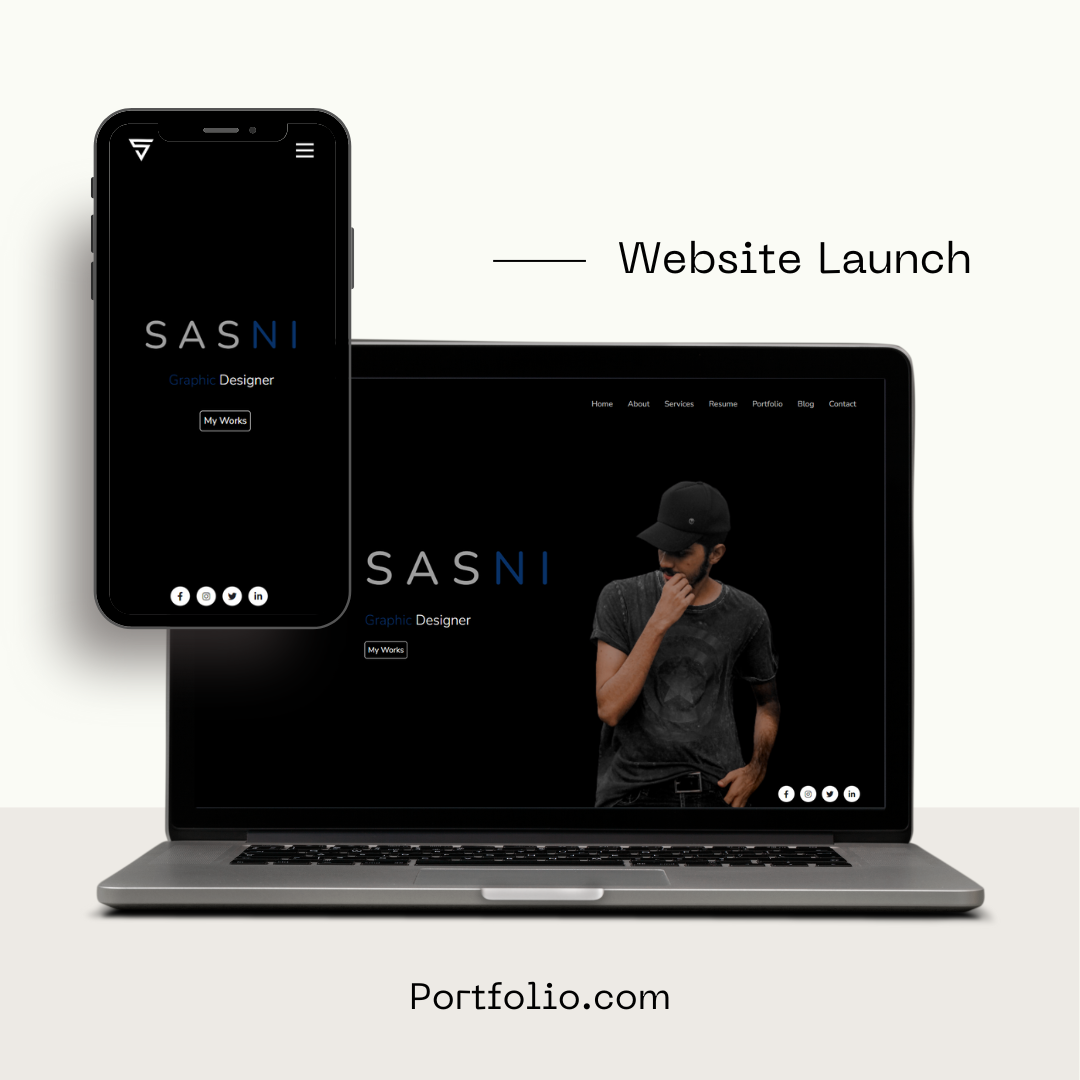 Website Launch
SASNI
Graphic Designer
My Works
Home About Services Resume Portfolio Blog Contact
SASNI
Graphic Designer
My Works
Portfolio.com